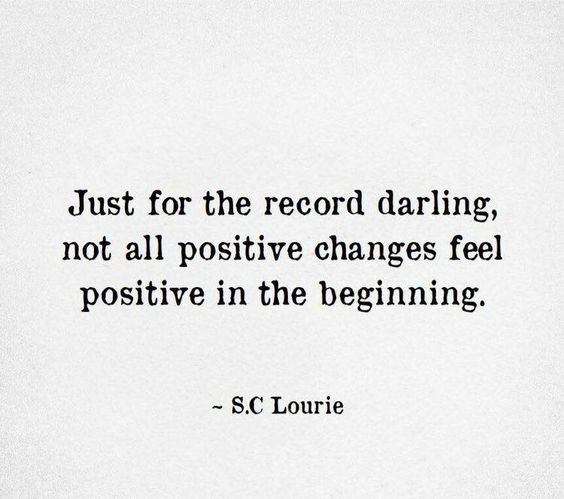 Just for the record darling,
not all positive changes feel
positive in the beginning.
~ S.C Lourie